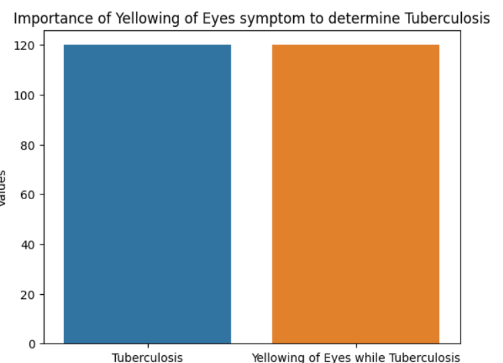 Importance of Yellowing of Eyes symptom to determine Tuberculosis
120
100
80
60
40
20
0
values
Tuberculosis
Yellowing of Eyes while Tuberculosis